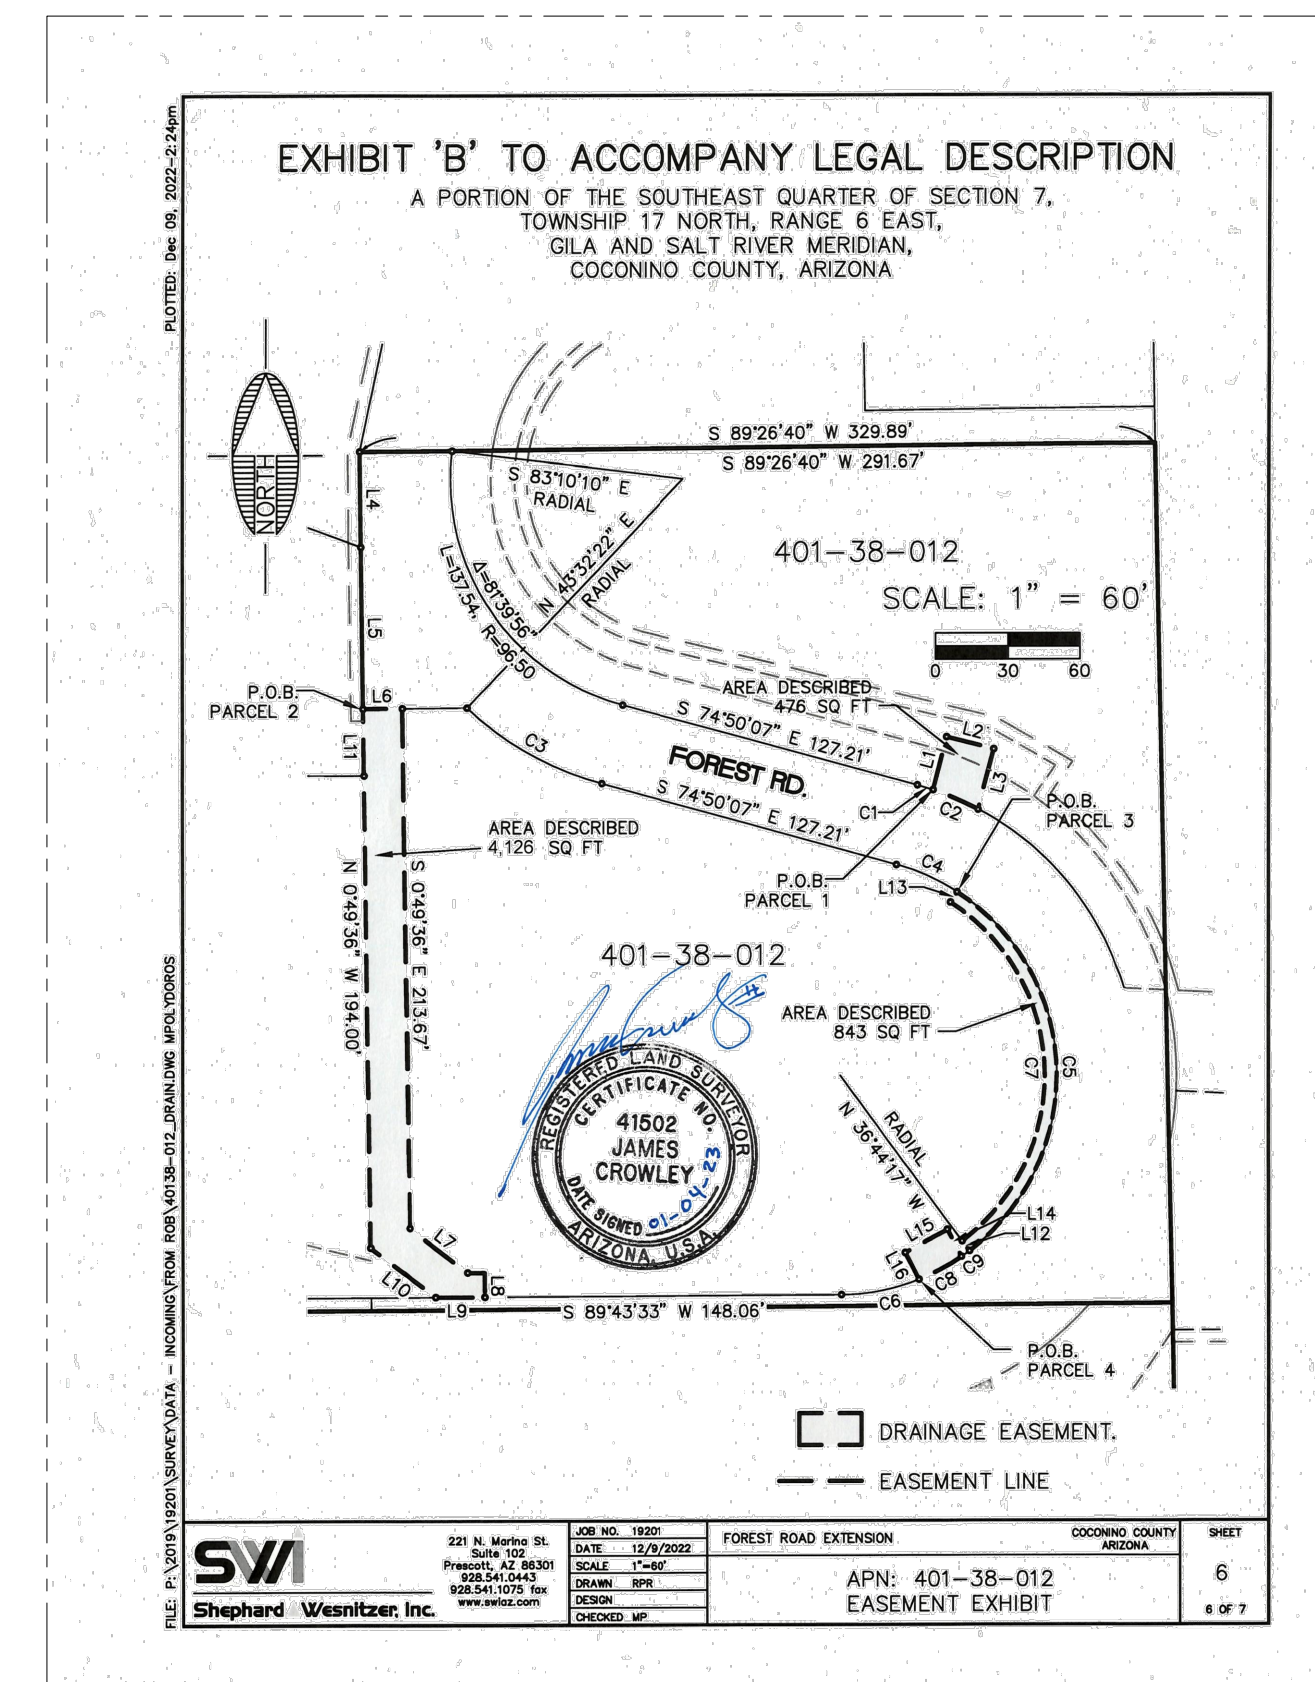 PLOTTED: Dec 09, 2022-2:24pm
EXHIBIT 'B' TO ACCOMPANY LEGAL DESCRIPTION
A PORTION OF THE SOUTHEAST QUARTER OF SECTION 7,
TOWNSHIP 17 NORTH, RANGE 6 EAST,
GILA AND SALT RIVER MERIDIAN,
COCONINO COUNTY, ARIZONA
NORTH
S 89°26'40" W 329.89'
S 89°26'40" W 291.67'
S 83°10'10" E
RADIAL
L4
N 43°32'22" E
RADIAL
401-38-012
SCALE: 1" = 60'
0 30 60
Δ=81°39'56"
L=137.54, R=96.50
L5
P.O.B.
PARCEL 2
L6
AREA DESCRIBED
476 SQ FT
S 74°50'07" E 127.21'
L2
L1
L3
L11
C3
FOREST RD.
S 74°50'07" E 127.21'
C1
C2
P.O.B.
PARCEL 3
AREA DESCRIBED
4,126 SQ FT
C4
P.O.B.
PARCEL 1
L13
N 0°49'36" W 194.00'
S 0°49'36" E 213.67'
401-38-012
AREA DESCRIBED
843 SQ FT
C7
C5
RADIAL
N 36°44'17" W
REGISTERED LAND SURVEYOR
CERTIFICATE NO.
41502
JAMES
CROWLEY
DATE SIGNED 01-04-23
ARIZONA, U.S.A.
L14
L12
L15
L16
C8
C9
L7
L8
L10
L9
S 89°43'33" W 148.06'
C6
P.O.B.
PARCEL 4
DRAINAGE EASEMENT.
EASEMENT LINE
FILE: P:\2019\19201\SURVEY\DATA - INCOMING\FROM ROB\40138-012_DRAIN.DWG MPOLYDOROS
SWI
Shephard Wesnitzer, Inc.
221 N. Marina St.
Suite 102
Prescott, AZ 86301
928.541.0443
928.541.1075 fax
www.swiaz.com
JOB NO. 19201
DATE 12/9/2022
SCALE 1"=60'
DRAWN RPR
DESIGN
CHECKED MP
FOREST ROAD EXTENSION
COCONINO COUNTY
ARIZONA
APN: 401-38-012
EASEMENT EXHIBIT
SHEET
6
6 OF 7